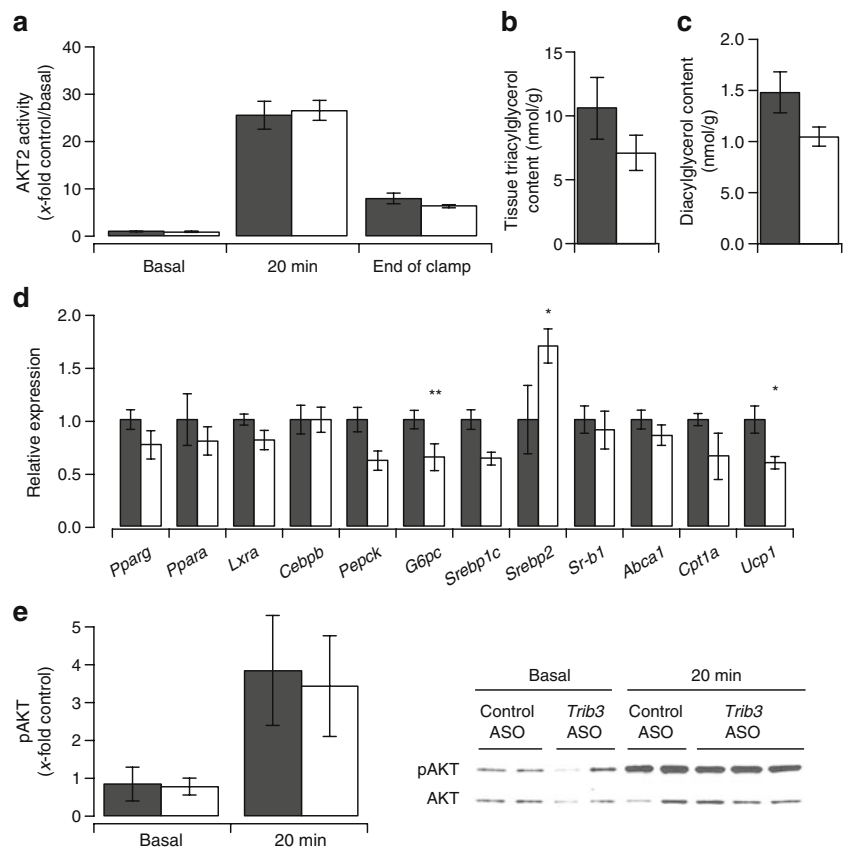 a
AKT2 activity
(x-fold control/basal)
40
30
20
10
0
Basal
20 min
End of clamp
b
Tissue triacylglycerol
content (nmol/g)
15
10
5
0
c
Diacylglycerol content
(nmol/g)
2.0
1.5
1.0
0.5
0.0
d
Relative expression
2.0
1.5
1.0
0.5
0.0
**
*
*
Pparg
Ppara
Lxra
Cebpb
Pepck
G6pc
Srebp1c
Srebp2
Sr-b1
Abca1
Cpt1a
Ucp1
e
pAKT
(x-fold control)
5
4
3
2
1
0
Basal
20 min
Basal
20 min
Control
ASO
Trib3
ASO
Control
ASO
Trib3
ASO
pAKT
AKT